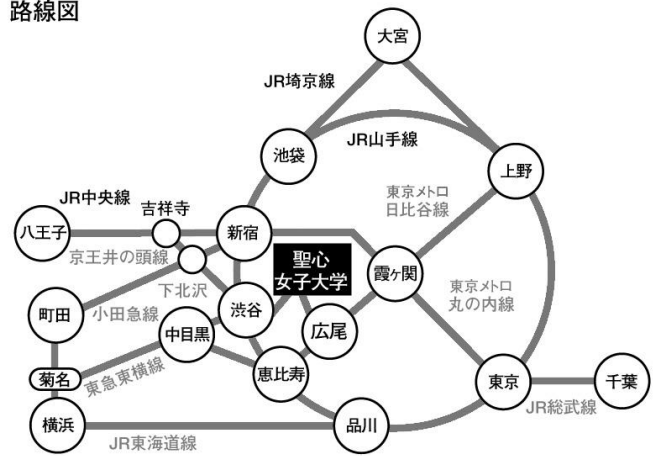 路線図
大宮
JR埼京線
JR山手線
池袋
上野
JR中央線
吉祥寺
東京メトロ
日比谷線
八王子
新宿
京王井の頭線
聖心
女子大学
霞ヶ関
下北沢
東京メトロ
丸の内線
町田
小田急線
渋谷
中目黒
広尾
菊名
東急東横線
恵比寿
東京
千葉
JR総武線
横浜
品川
JR東海道線